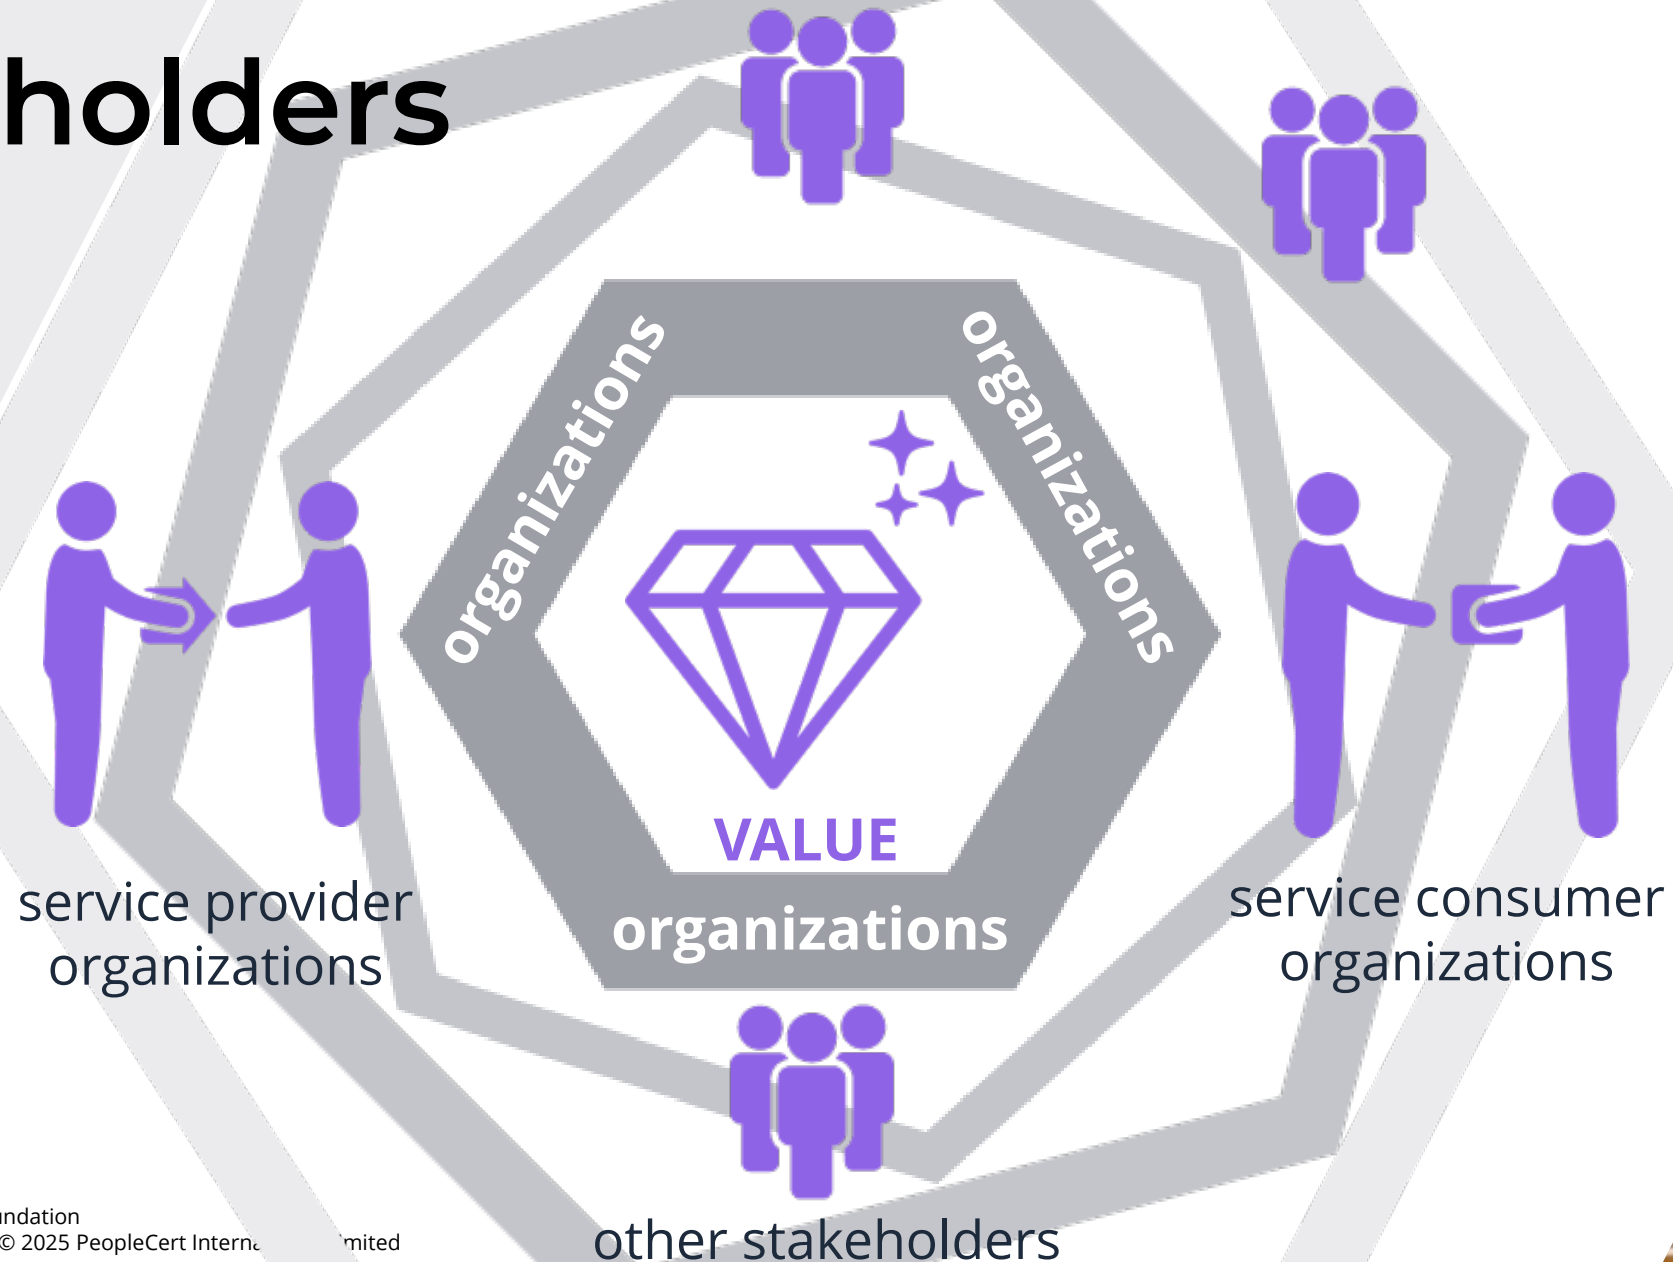 holders
organizations
organizations
VALUE
organizations
service provider
organizations
service consumer
organizations
other stakeholders
ndation
© 2025 PeopleCert Interna mited